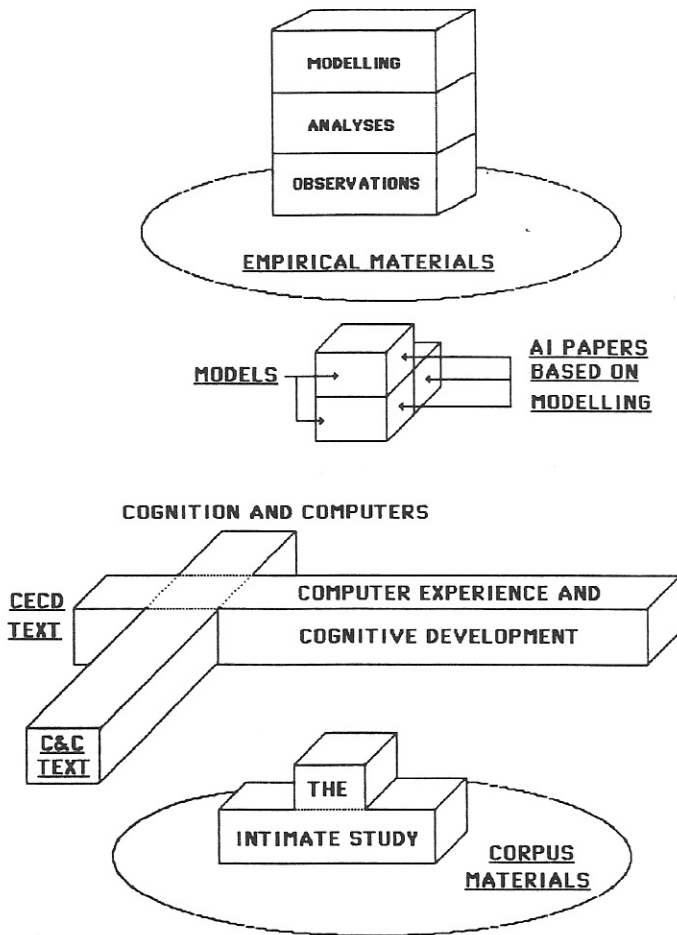 MODELLING
ANALYSES
OBSERVATIONS
EMPIRICAL MATERIALS
MODELS
AI PAPERS
BASED ON
MODELLING
COGNITION AND COMPUTERS
CECD
TEXT
COMPUTER EXPERIENCE AND
COGNITIVE DEVELOPMENT
C&C
TEXT
THE
INTIMATE STUDY
CORPUS
MATERIALS